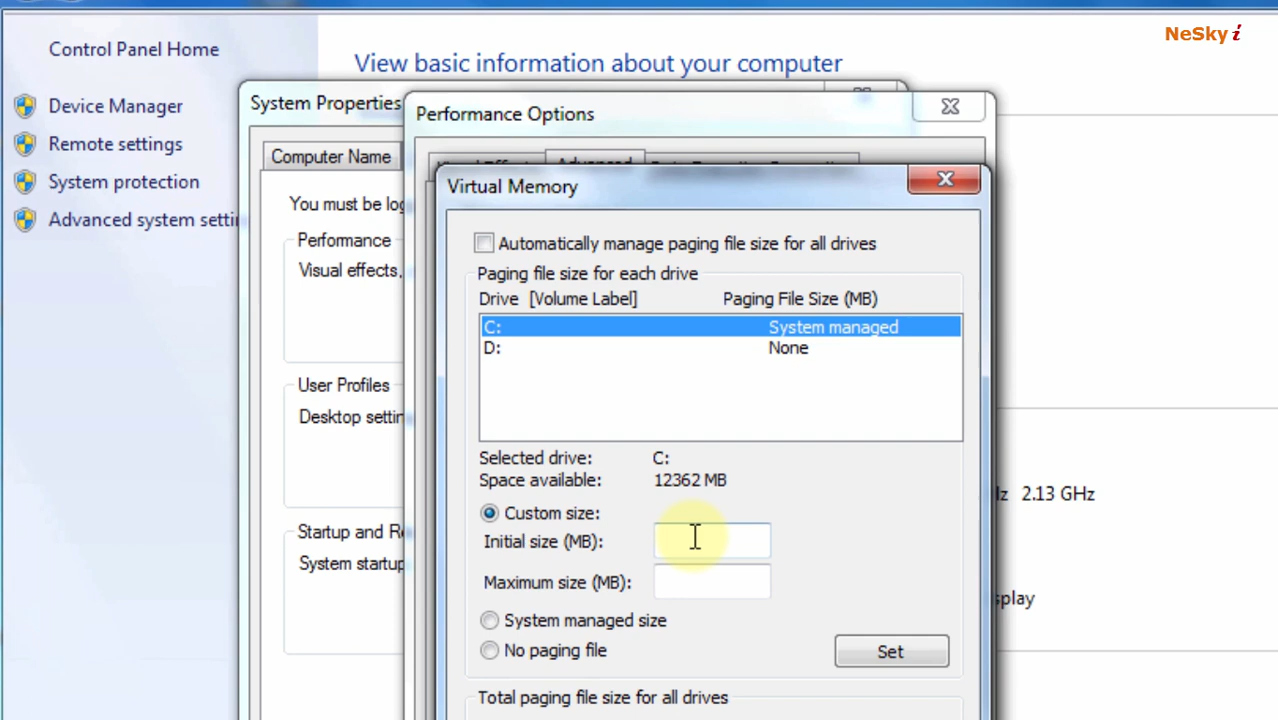 NeSky i
Control Panel Home
View basic information about your computer
Device Manager
Remote settings
System protection
Advanced system setti
System Properties
Computer Name
You must be log
Performance
Visual effects,
User Profiles
Desktop settin
Startup and Re
System startup
Performance Options
Advanced
Virtual Memory
Automatically manage paging file size for all drives
Paging file size for each drive
Drive [Volume Label] Paging File Size (MB)
C: System managed
D: None
Selected drive: C:
Space available: 12362 MB
Custom size:
Initial size (MB):
Maximum size (MB):
System managed size
No paging file
Set
Total paging file size for all drives
Hz 2.13 GHz
splay